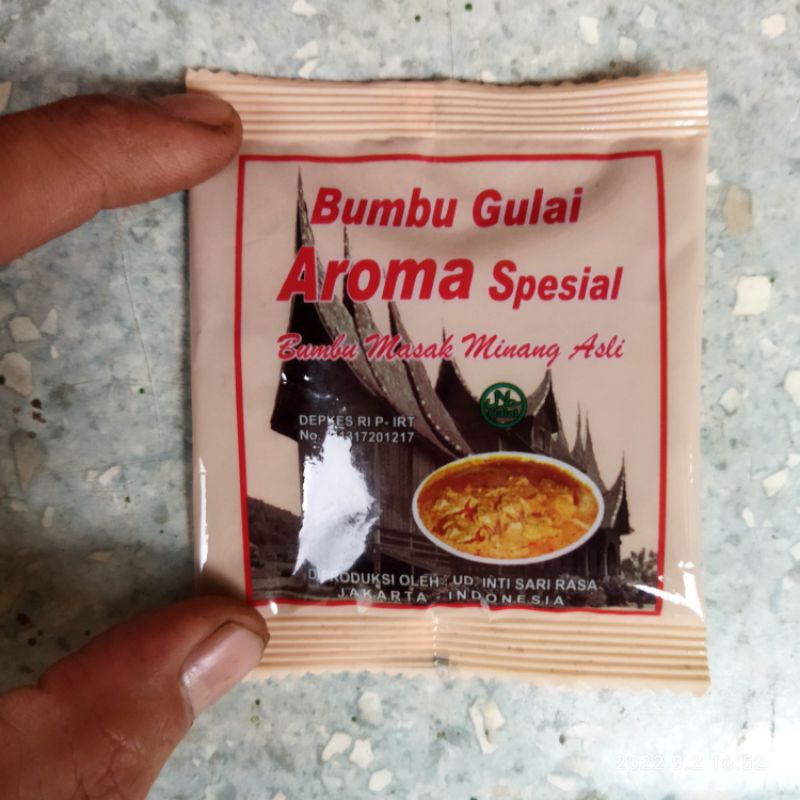 Bumbu Gulai
Aroma Spesial
Bumbu Masak Minang Asli
DEPKES RI P-IRT
No.
DIPRODUKSI OLEH : UD. INTI SARI RASA
JAKARTA - INDONESIA